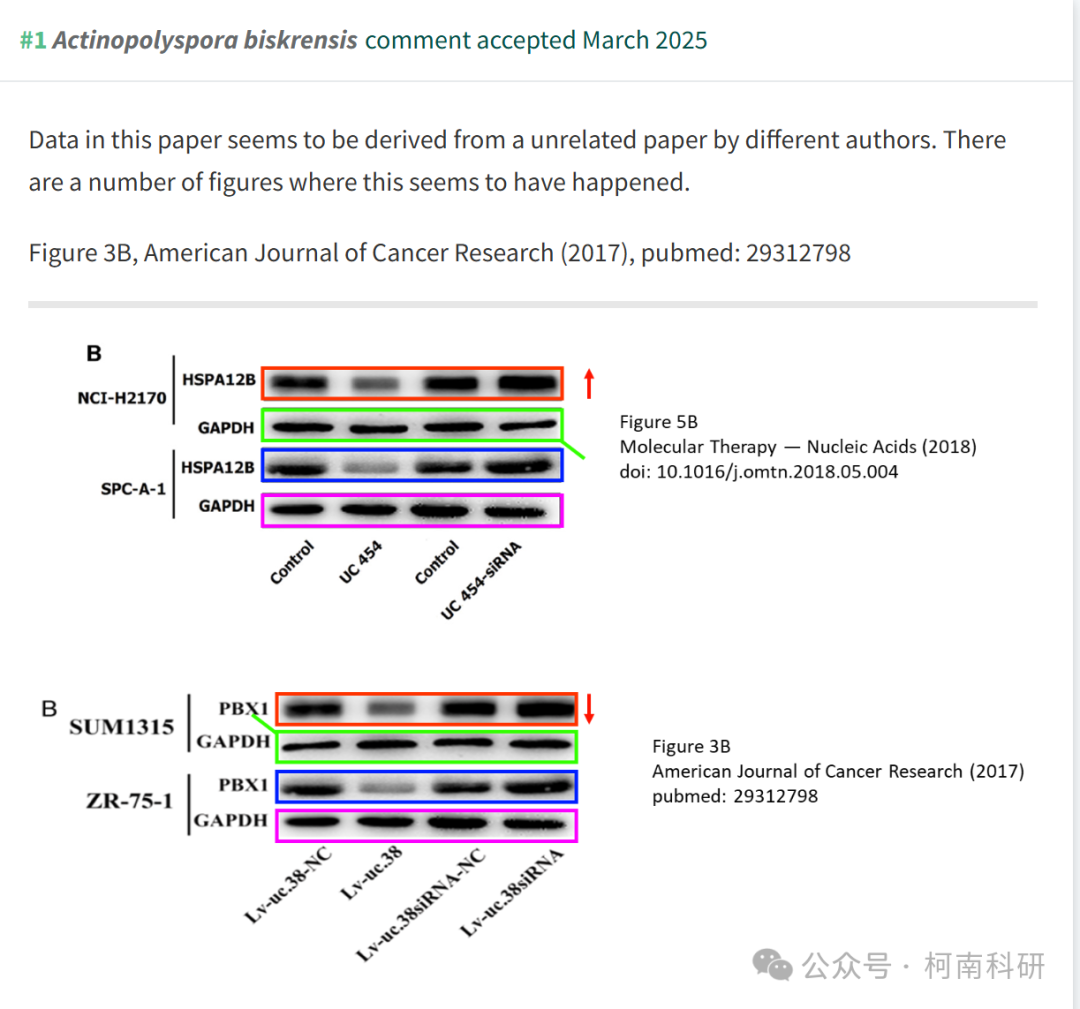 #1 Actinopolyspora biskrensis comment accepted March 2025
Data in this paper seems to be derived from a unrelated paper by different authors. There
are a number of figures where this seems to have happened.
Figure 3B, American Journal of Cancer Research (2017), pubmed: 29312798
B
NCI-H2170
HSPA12B
GAPDH
SPC-A-1
HSPA12B
GAPDH
Control
UC 454
Control
UC 454-siRNA
Figure 5B
Molecular Therapy — Nucleic Acids (2018)
doi: 10.1016/j.omtn.2018.05.004
B
SUM1315
PBX1
GAPDH
ZR-75-1
PBX1
GAPDH
Lv-uc.38-NC
Lv-uc.38
Lv-uc.38siRNA-NC
Lv-uc.38siRNA
Figure 3B
American Journal of Cancer Research (2017)
pubmed: 29312798
公众号 · 柯南科研